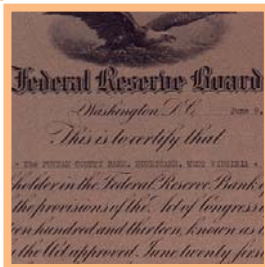 Federal Reserve Board
Washington, D.C., June 9,
This is to certify that
• The PUTNAM COUNTY BANK, HURRICANE, WEST VIRGINIA •
holder in the Federal Reserve Bank
the provisions of the Act of Congress
een hundred and thirteen, known as
the Act approved June twenty firs